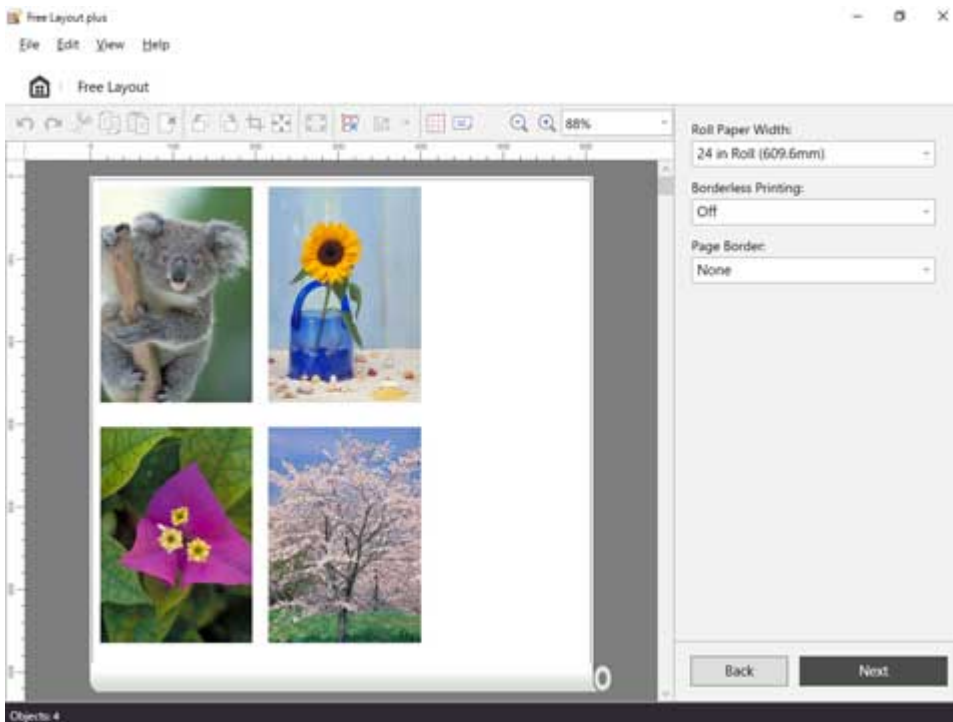 Free Layout plus
File Edit View Help
Free Layout
88%
Roll Paper Width:
24 in Roll (609.6mm)
Borderless Printing:
Off
Page Border:
None
Back Next
Objects: 4